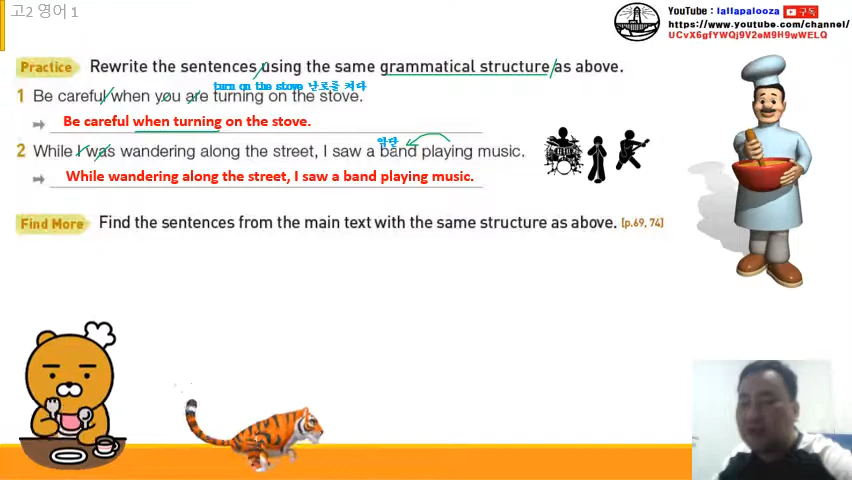 고2 영어 1
YouTube : lallapalooza 구독
https://www.youtube.com/channel/
UCvX6gfYWQj9V2eM9H9wWELQ
Practice Rewrite the sentences using the same grammatical structure as above.
turn on the stove 난로를 켜다
1 Be careful when you are turning on the stove.
Be careful when turning on the stove.
악단
2 While I was wandering along the street, I saw a band playing music.
While wandering along the street, I saw a band playing music.
Find More Find the sentences from the main text with the same structure as above. [p.69, 74]